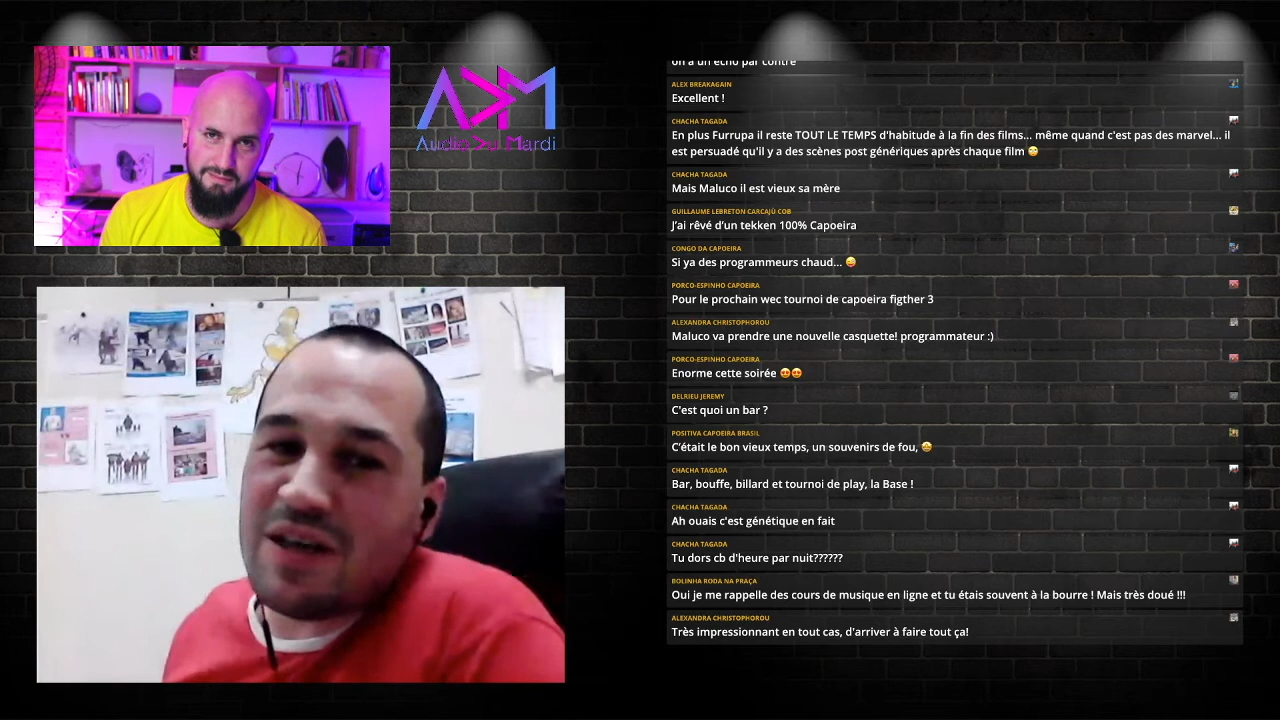 Audio Du Mardi
on a un écho par contre
ALEX BREAKAGAIN
Excellent !
CHACHA TAGADA
En plus Furrupa il reste TOUT LE TEMPS d'habitude à la fin des films... même quand c'est pas des marvel... il
est persuadé qu'il y a des scènes post génériques après chaque film 🙄
CHACHA TAGADA
Mais Maluco il est vieux sa mère
GUILLAUME LEBRETON CARCAJÙ COB
J'ai rêvé d'un tekken 100% Capoeira
CONGO DA CAPOEIRA
Si ya des programmeurs chaud... 😜
PORCO-ESPINHO CAPOEIRA
Pour le prochain wec tournoi de capoeira figther 3
ALEXANDRA CHRISTOPHOROU
Maluco va prendre une nouvelle casquette! programmateur :)
PORCO-ESPINHO CAPOEIRA
Enorme cette soirée 😍😍
DELRIEU JEREMY
C'est quoi un bar ?
POSITIVA CAPOEIRA BRASIL
C'était le bon vieux temps, un souvenirs de fou, 🤩
CHACHA TAGADA
Bar, bouffe, billard et tournoi de play, la Base !
CHACHA TAGADA
Ah ouais c'est génétique en fait
CHACHA TAGADA
Tu dors cb d'heure par nuit??????
BOLINHA RODA NA PRAÇA
Oui je me rappelle des cours de musique en ligne et tu étais souvent à la bourre ! Mais très doué !!!
ALEXANDRA CHRISTOPHOROU
Très impressionnant en tout cas, d'arriver à faire tout ça!